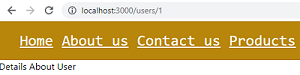 localhost:3000/users/1
Home About us Contact us Products
Details About User